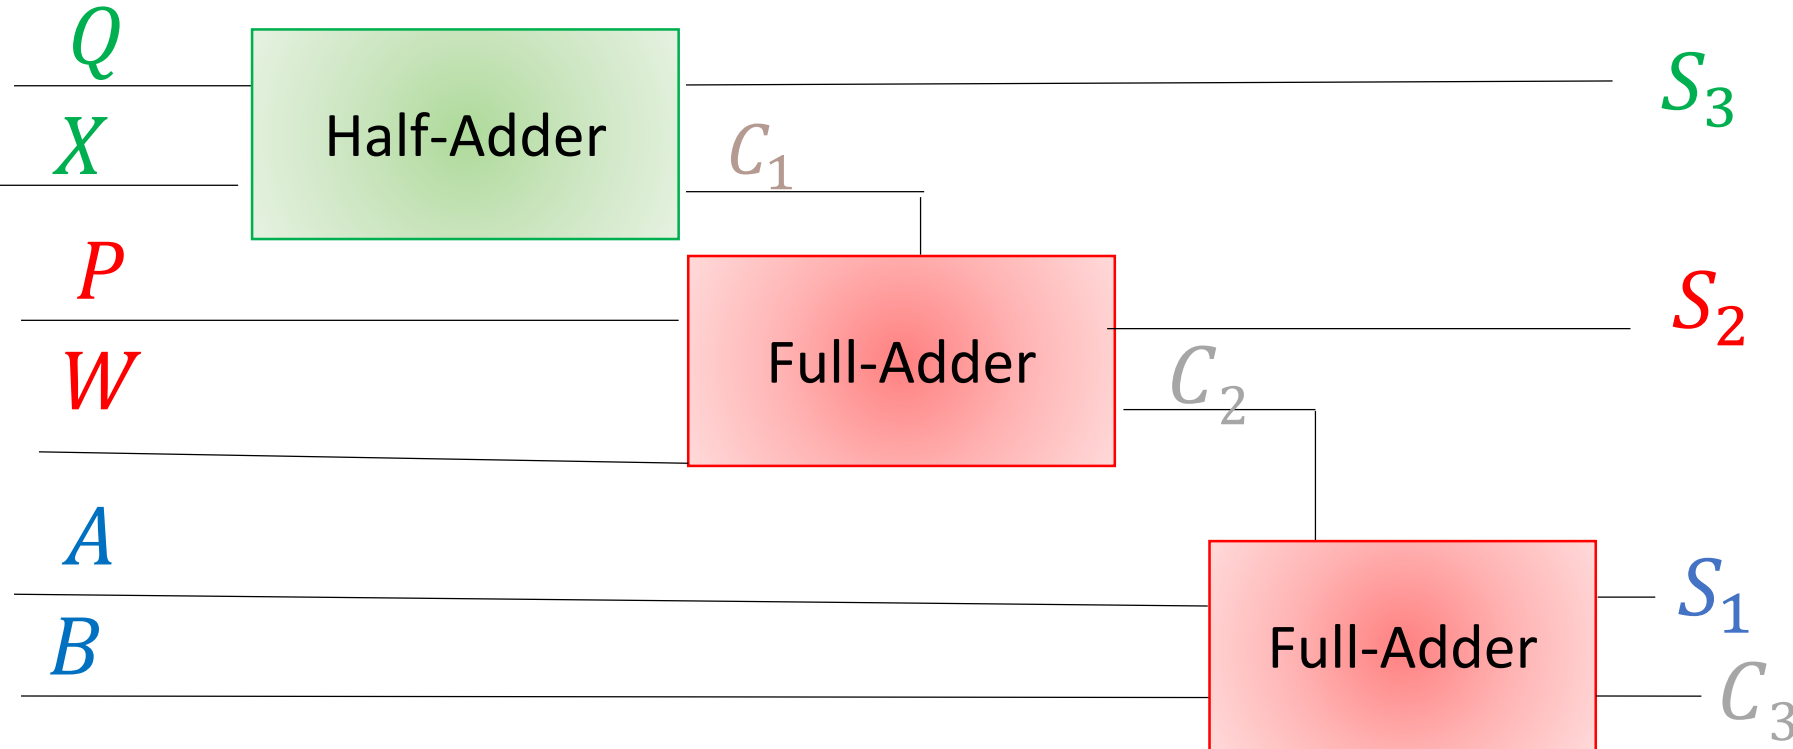 Q
X
Half-Adder
C₁
S₃
P
W
Full-Adder
C₂
S₂
A
B
Full-Adder
S₁
C₃